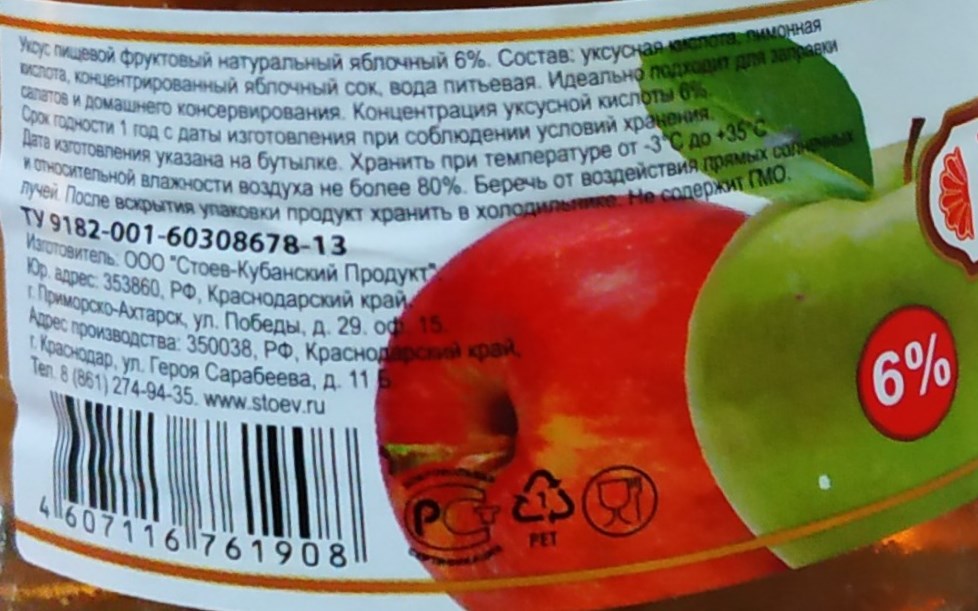 Уксус пищевой фруктовый натуральный яблочный 6%. Состав: уксусная кислота, лимонная
кислота, концентрированный яблочный сок, вода питьевая. Идеально подходит для заправки
салатов и домашнего консервирования. Концентрация уксусной кислоты 6%.
Срок годности 1 год с даты изготовления при соблюдении условий хранения.
Дата изготовления указана на бутылке. Хранить при температуре от -3°С до +35°С
и относительной влажности воздуха не более 80%. Беречь от воздействия прямых солнечных
лучей. После вскрытия упаковки продукт хранить в холодильнике. Не содержит ГМО.
ТУ 9182-001-60308678-13
Изготовитель: ООО "Стоев-Кубанский Продукт"
Юр. адрес: 353860, РФ, Краснодарский край,
г. Приморско-Ахтарск, ул. Победы, д. 29. оф. 15.
Адрес производства: 350038, РФ, Краснодарский край,
г. Краснодар, ул. Героя Сарабеева, д. 11 Б
Тел. 8 (861) 274-94-35. www.stoev.ru
6%
РСТ
1
PET
4 607116 761908